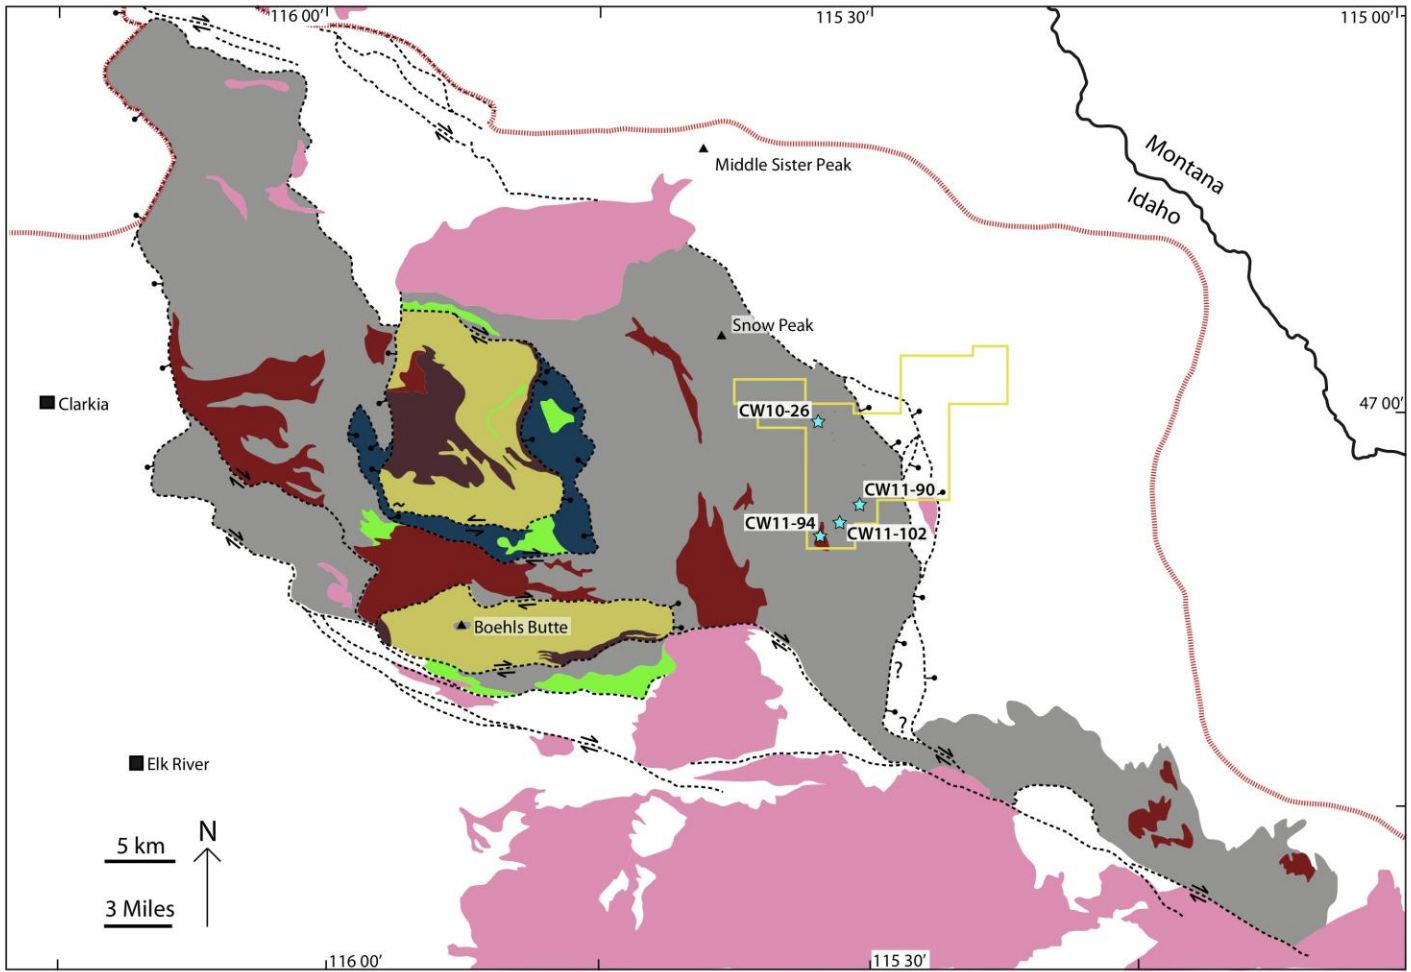 116 00′
115 30′
115 00′
Montana
Idaho
Middle Sister Peak
Snow Peak
Clarkia
47 00′
CW10-26
CW11-90
CW11-94
CW11-102
Boehls Butte
?
?
Elk River
N
5 km
3 Miles
116 00′
115 30′